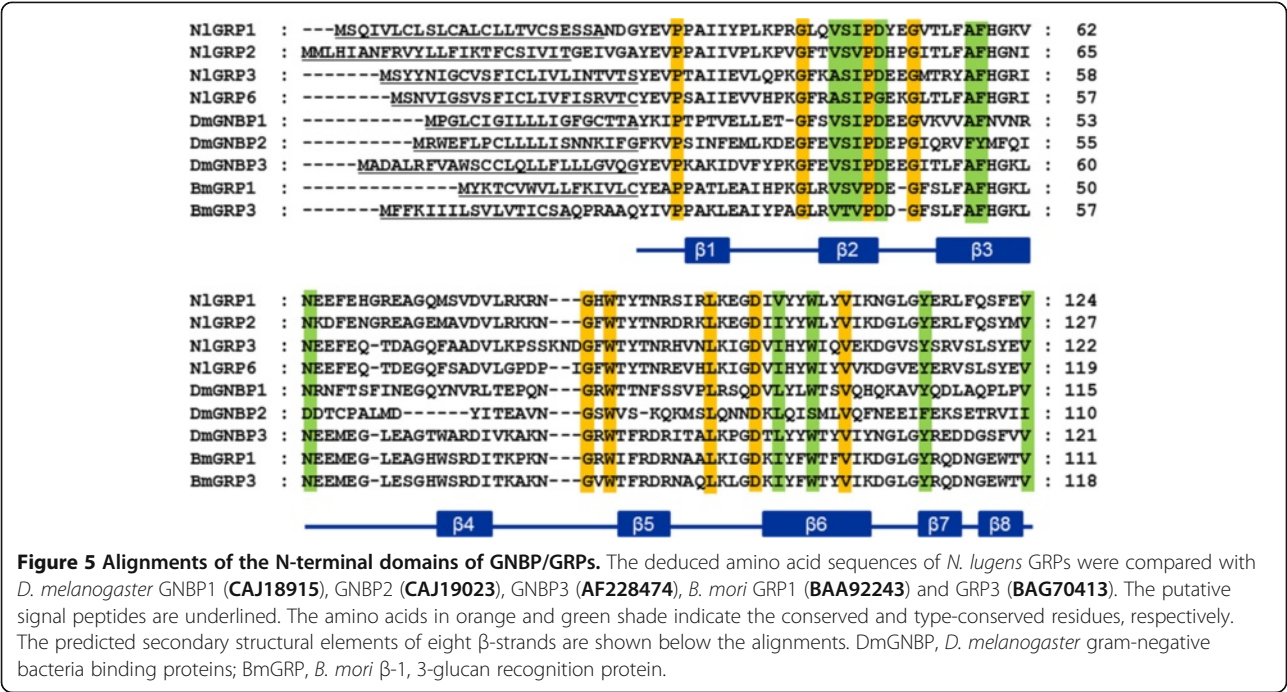 NlGRP1 : ---MSQIVLCLSLCALCLLTVCSESSANDGYEVPPAIIYPLKPRGLQVSIPDYEGVTLFAFHGKV : 62
NlGRP2 : MMLHIANFRVYLLFIKTFCSIVITGEIVGAYEVPNAIIVPLKPVGFTVSVPDHPGITLFAFHGNI : 65
NlGRP3 : -------MSYYNIGCVSFICLIVLINTVTSYEVPTAIIEVLQPKGFKASIPDEEGMTRYAFHGRI : 58
NlGRP6 : --------MSNVIGSVSFICLIVFISRVTCYEVPSAIIEVVHPKGFRASIPGEKGLTLFAFHGRI : 57
DmGNBP1 : -----------MPGLCIGILLLIGFGCTTAYKIPTPTVELLET-GFSVSIPDEEGVKVVAFNVNR : 53
DmGNBP2 : ----------MRWEFLPCLLLLISNNKIFGFKVPSINFEMLKDEGFEVSIPDEPGIQRVFYMFQI : 55
DmGNBP3 : -----MADALRFVAWSCCLQLLFLLLGVQGYEVPKAKIDVFYPKGFEVSIPDEEGITLFAFHGKL : 60
BmGRP1 : --------------MYKTCVWVLLFKIVLCYEAPPATLEAIHPKGLRVSVPDE-GFSLFAFHGKL : 50
BmGRP3 : -------MFFKIIILSVLVTICSAQPRAAQYIVPPAKLEAIYPAGLRVTVPDD-GFSLFAFHGKL : 57
β1 β2 β3
NlGRP1 : NEEFEHGREAGQMSVDVLRKRN---GHWTYTNRSIRLKEGDIVYYWLYVIKNGLGYERLFQSFEV : 124
NlGRP2 : NKDFENGREAGEMAVDVLRKKN---GFWTYTNRDRKLKEGDIIYYWLYVIKDGLGYERLFQSYMV : 127
NlGRP3 : NEEFEQ-TDAGQFAADVLKPSSKNDGFWTYTNRHVNLKIGDVIHYWIQVEKDGVSYSRVSLSYEV : 122
NlGRP6 : NEEFEQ-TDEGQFSADVLGPDP--IGFWTYTNREVHLKIGDVIHYWIYVVKDGVEYERVSLSYEV : 119
DmGNBP1 : NRNFTSFINEGQYNVRLTEPQN---GRWTTNFSSVPLRSQDVLYLWTSVQHQKAVYQDLAQPLPV : 115
DmGNBP2 : DDTCPALMD------YITEAVN---GSWVS-KQKMSLQNNDKLQISMLVQFNEEIFEKSETRVII : 110
DmGNBP3 : NEEMEG-LEAGTWARDIVKAKN---GRWTFRDRITALKPGDTLYYWTYVIYNGLGYREDDGSFVV : 121
BmGRP1 : NEEMEG-LEAGHWSRDITKPKN---GRWIFRDRNAALKIGDKIYFWTFVIKDGLGYRQDNGEWTV : 111
BmGRP3 : NEEMEG-LESGHWSRDITKAKN---GVWTFRDRNAQLKLGDKIYFWTYVIKDGLGYRQDNGEWTV : 118
β4 β5 β6 β7 β8
Figure 5 Alignments of the N-terminal domains of GNBP/GRPs. The deduced amino acid sequences of N. lugens GRPs were compared with
D. melanogaster GNBP1 (CAJ18915), GNBP2 (CAJ19023), GNBP3 (AF228474), B. mori GRP1 (BAA92243) and GRP3 (BAG70413). The putative
signal peptides are underlined. The amino acids in orange and green shade indicate the conserved and type-conserved residues, respectively.
The predicted secondary structural elements of eight β-strands are shown below the alignments. DmGNBP, D. melanogaster gram-negative
bacteria binding proteins; BmGRP, B. mori β-1, 3-glucan recognition protein.